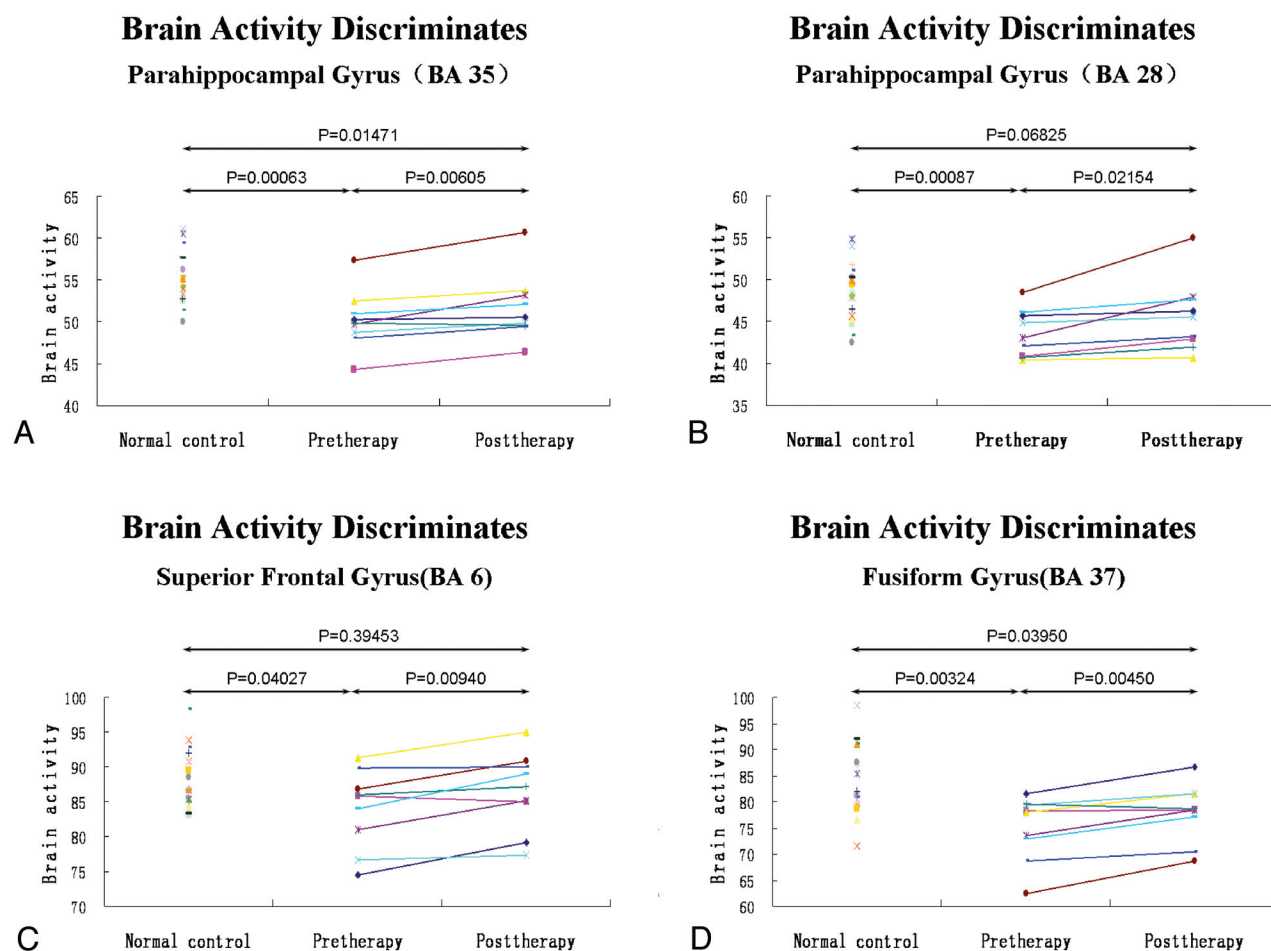 Brain Activity Discriminates
Parahippocampal Gyrus (BA 35)
P=0.01471
P=0.00063
P=0.00605
65
60
55
50
45
40
Brain activity
Normal control
Pretherapy
Posttherapy
A
Brain Activity Discriminates
Parahippocampal Gyrus (BA 28)
P=0.06825
P=0.00087
P=0.02154
60
55
50
45
40
35
Brain activity
Normal control
Pretherapy
Posttherapy
B
Brain Activity Discriminates
Superior Frontal Gyrus(BA 6)
P=0.39453
P=0.04027
P=0.00940
100
95
90
85
80
75
70
Brain activity
Normal control
Pretherapy
Posttherapy
C
Brain Activity Discriminates
Fusiform Gyrus(BA 37)
P=0.03950
P=0.00324
P=0.00450
100
95
90
85
80
75
70
65
60
Brain activity
Normal control
Pretherapy
Posttherapy
D